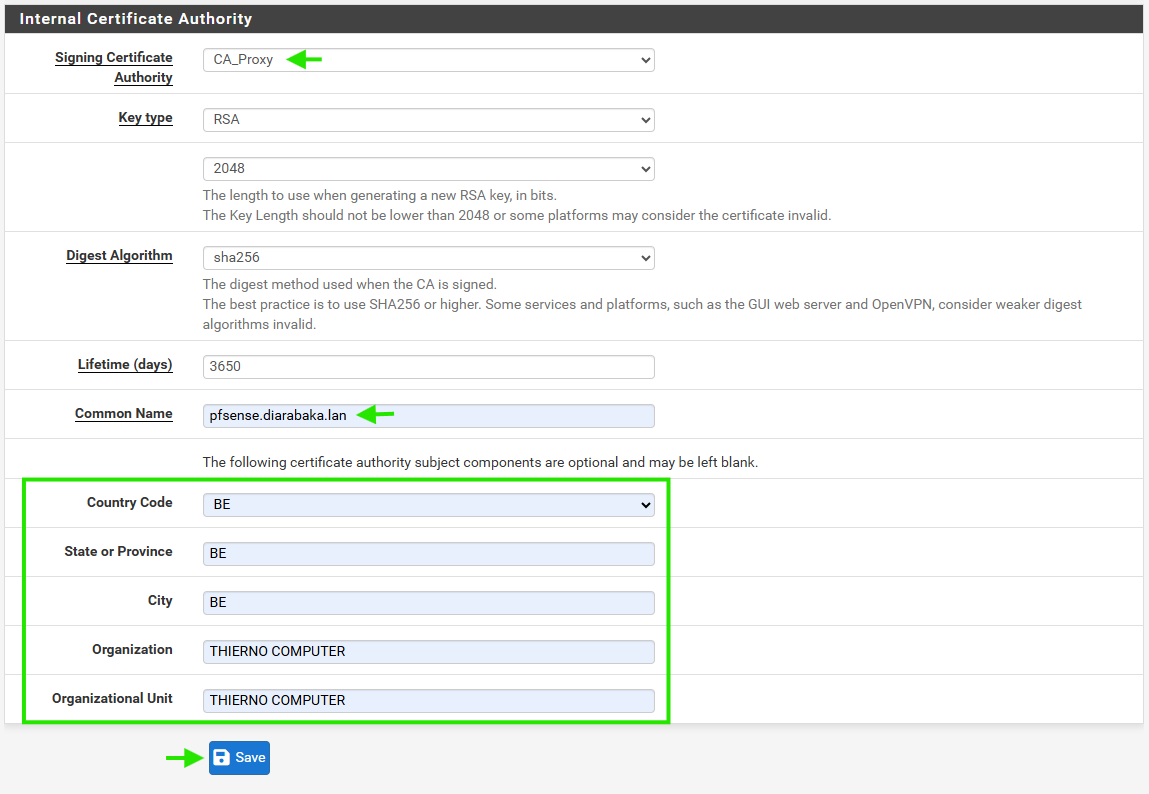 Internal Certificate Authority
Signing Certificate
Authority
CA_Proxy
Key type
RSA
2048
The length to use when generating a new RSA key, in bits.
The Key Length should not be lower than 2048 or some platforms may consider the certificate invalid.
Digest Algorithm
sha256
The digest method used when the CA is signed.
The best practice is to use SHA256 or higher. Some services and platforms, such as the GUI web server and OpenVPN, consider weaker digest
algorithms invalid.
Lifetime (days)
3650
Common Name
pfsense.diarabaka.lan
The following certificate authority subject components are optional and may be left blank.
Country Code
BE
State or Province
BE
City
BE
Organization
THIERNO COMPUTER
Organizational Unit
THIERNO COMPUTER
Save